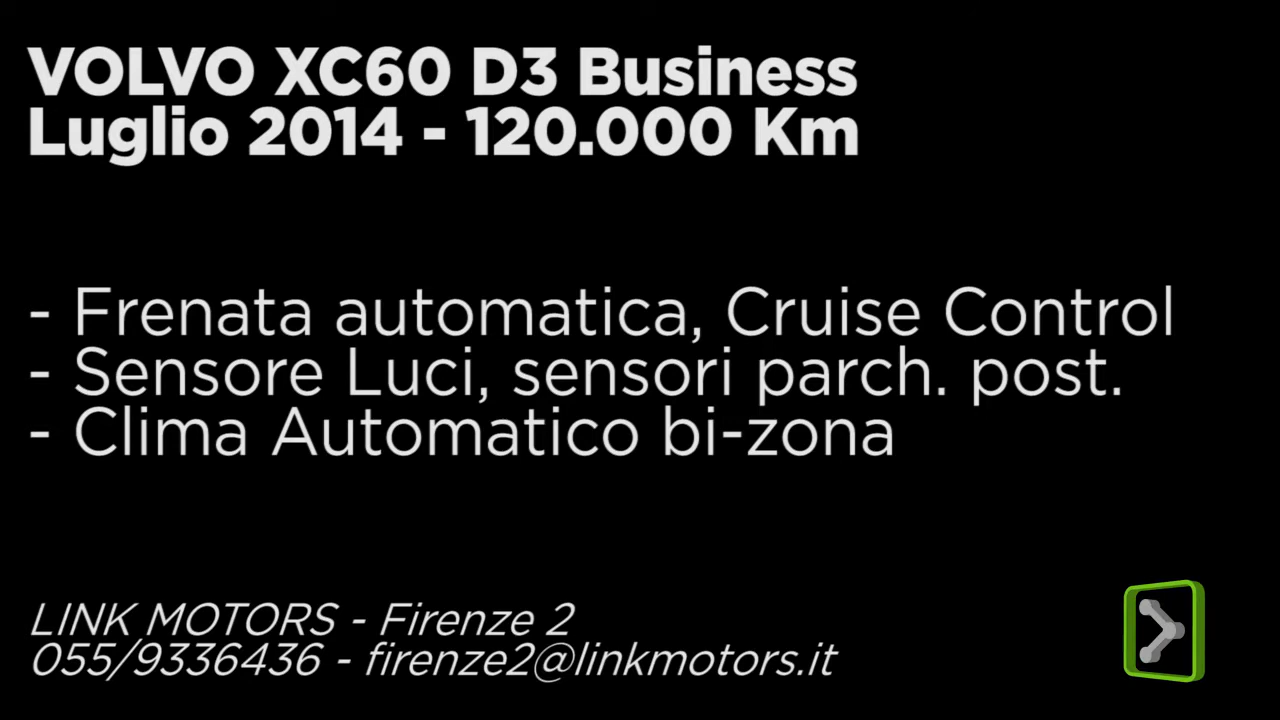 VOLVO XC60 D3 Business
Luglio 2014 - 120.000 Km
- Frenata automatica, Cruise Control
- Sensore Luci, sensori parch. post.
- Clima Automatico bi-zona
LINK MOTORS - Firenze 2
055/9336436 - firenze2@linkmotors.it